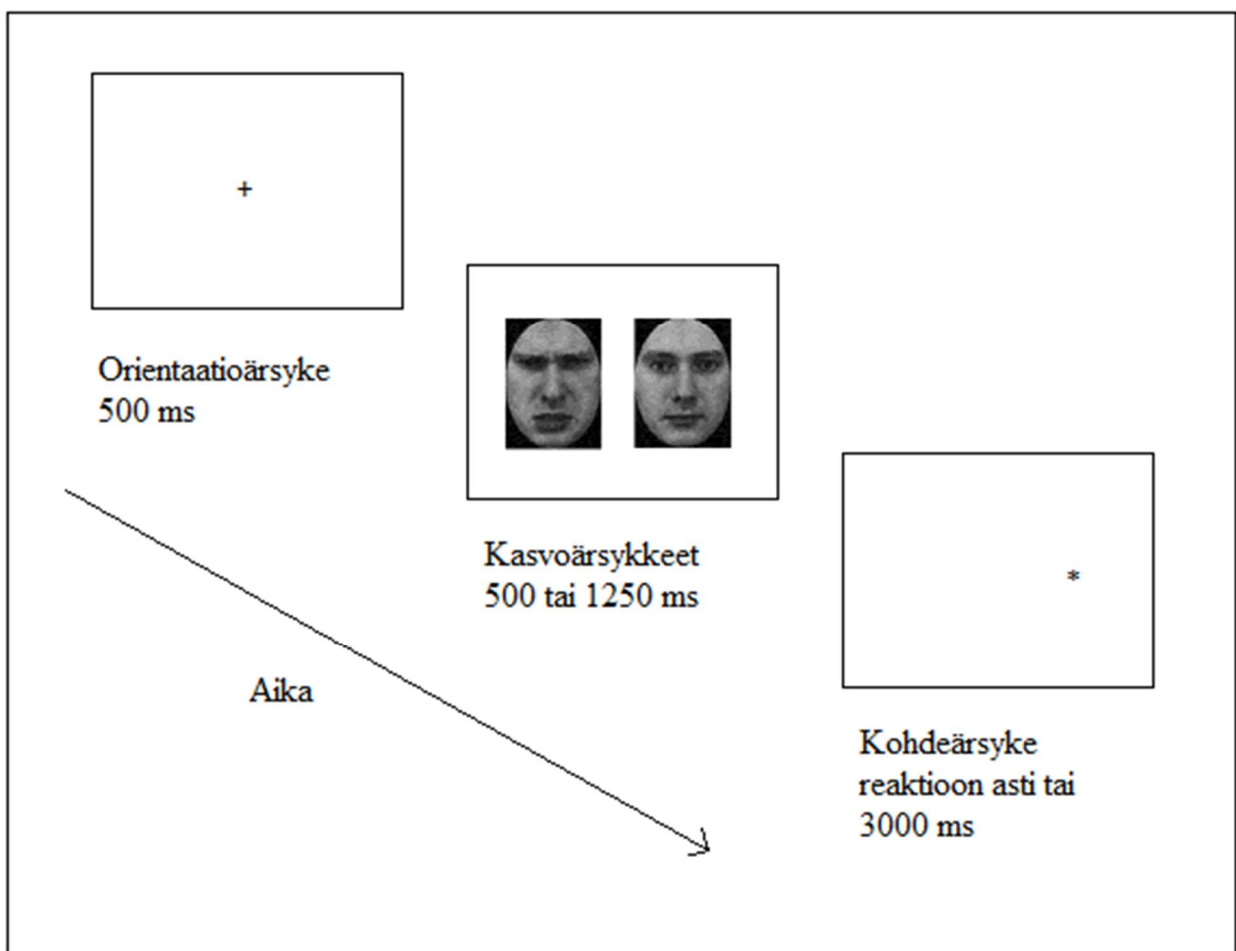 +
Orientaatioärsyke
500 ms
Kasvoärsykkeet
500 tai 1250 ms
*
Aika
Kohdeärsyke
reaktioon asti tai
3000 ms